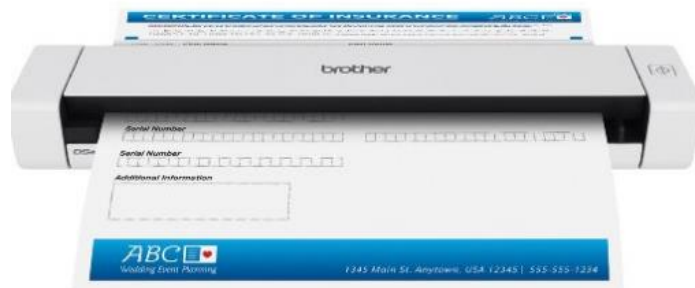 CERTIFICATE OF INSURANCE ABC
brother
DS
Serial Number
Serial Number
Additional Information
ABC
Wedding Event Planning
1345 Main St. Anytown, USA 12345 | 555-555-1234